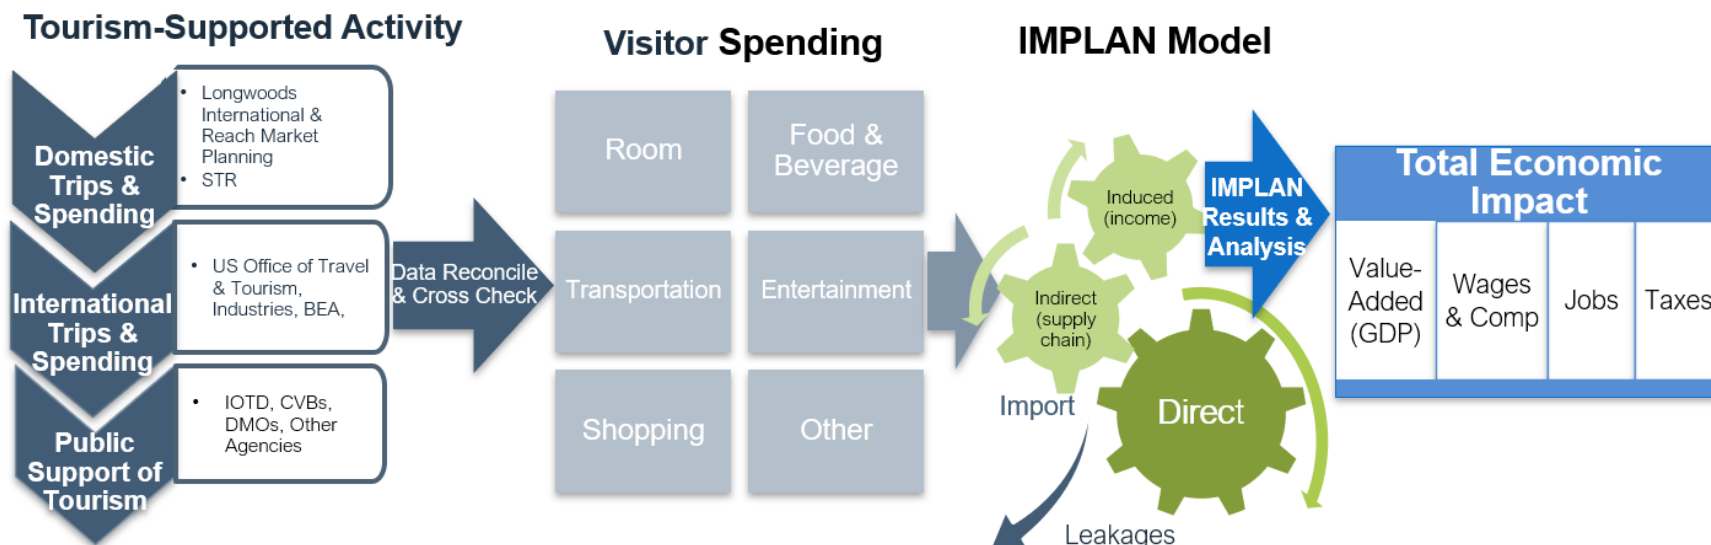 Tourism-Supported Activity
Domestic
Trips &
Spending
• Longwoods
International &
Reach Market
Planning
• STR
International
Trips &
Spending
• US Office of Travel
& Tourism,
Industries, BEA,
Public
Support of
Tourism
• IOTD, CVBs,
DMOs, Other
Agencies
Data Reconcile
& Cross Check
Visitor Spending
Room
Food &
Beverage
Transportation
Entertainment
Shopping
Other
IMPLAN Model
Induced
(income)
Indirect
(supply
chain)
Direct
Import
Leakages
IMPLAN
Results &
Analysis
Total Economic
Impact
Value-
Added
(GDP)
Wages
& Comp
Jobs
Taxes